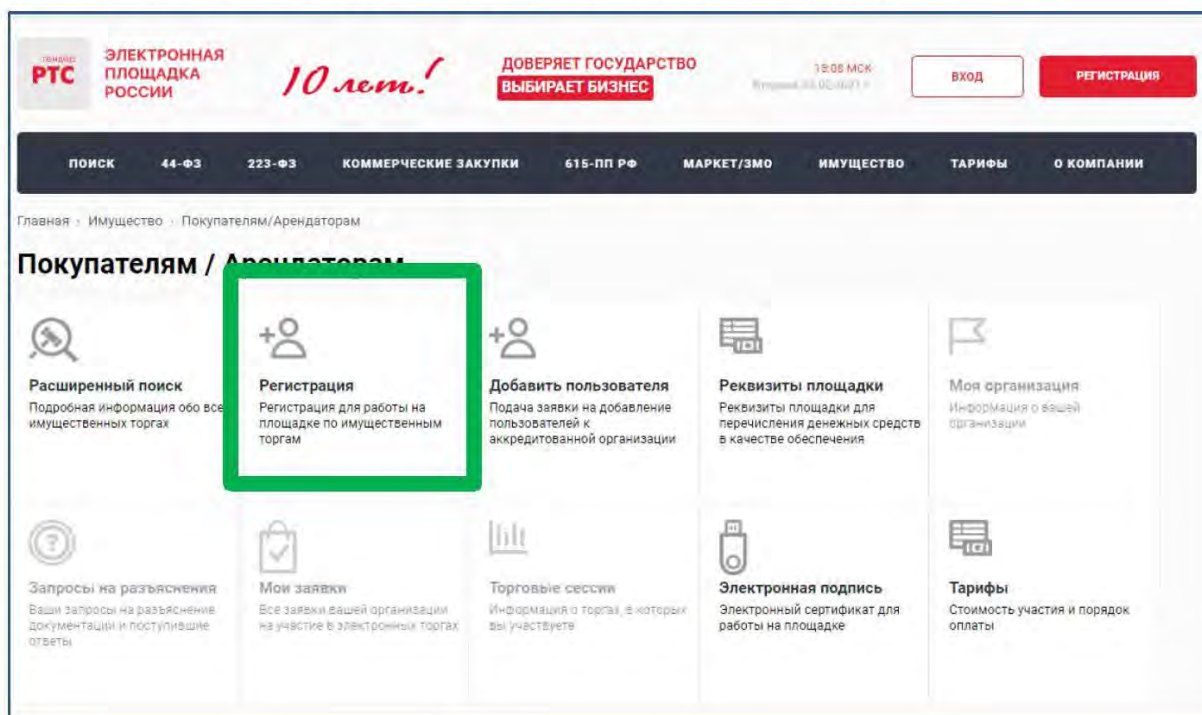 тендер
РТС
ЭЛЕКТРОННАЯ
ПЛОЩАДКА
РОССИИ
10 лет!
ДОВЕРЯЕТ ГОСУДАРСТВО
ВЫБИРАЕТ БИЗНЕС
МСК
ВХОД
РЕГИСТРАЦИЯ
ПОИСК 44-ФЗ 223-ФЗ КОММЕРЧЕСКИЕ ЗАКУПКИ 615-ПП РФ МАРКЕТ/ЗМО ИМУЩЕСТВО ТАРИФЫ О КОМПАНИИ
Главная › Имущество › Покупателям/Арендаторам
Покупателям / Арендаторам
Расширенный поиск
Подробная информация обо все
имущественных торгах
Регистрация
Регистрация для работы на
площадке по имущественным
торгам
Добавить пользователя
Подача заявки на добавление
пользователей к
аккредитованной организации
Реквизиты площадки
Реквизиты площадки для
перечисления денежных средств
в качестве обеспечения
Моя организация
Информация о вашей
организации
Запросы на разъяснения
Ваши запросы на разъяснение
документации и поступившие
ответы
Мои заявки
Все заявки вашей организации
на участие в электронных торгах
Торговые сессии
Информация о торгах, в которых
вы участвуете
Электронная подпись
Электронный сертификат для
работы на площадке
Тарифы
Стоимость участия и порядок
оплаты